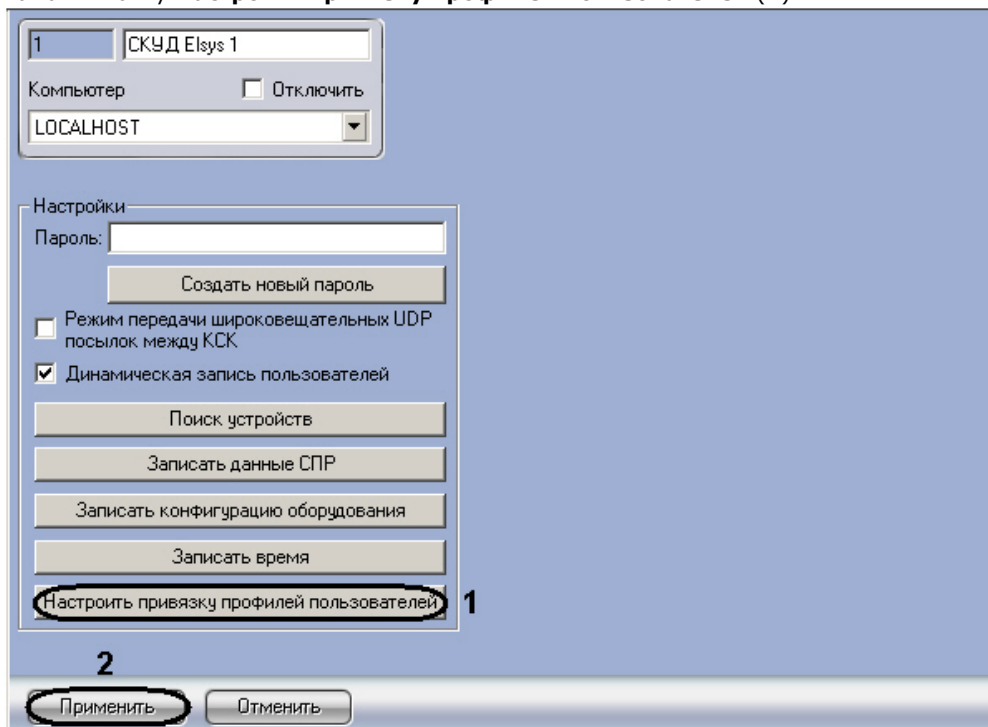 1
СКУД Elsys 1
Компьютер
Отключить
LOCALHOST
Настройки
Пароль:
Создать новый пароль
Режим передачи широковещательных UDP
посылок между КСК
Динамическая запись пользователей
Поиск устройств
Записать данные СПР
Записать конфигурацию оборудования
Записать время
Настроить привязку профилей пользователей
1
2
Применить
Отменить